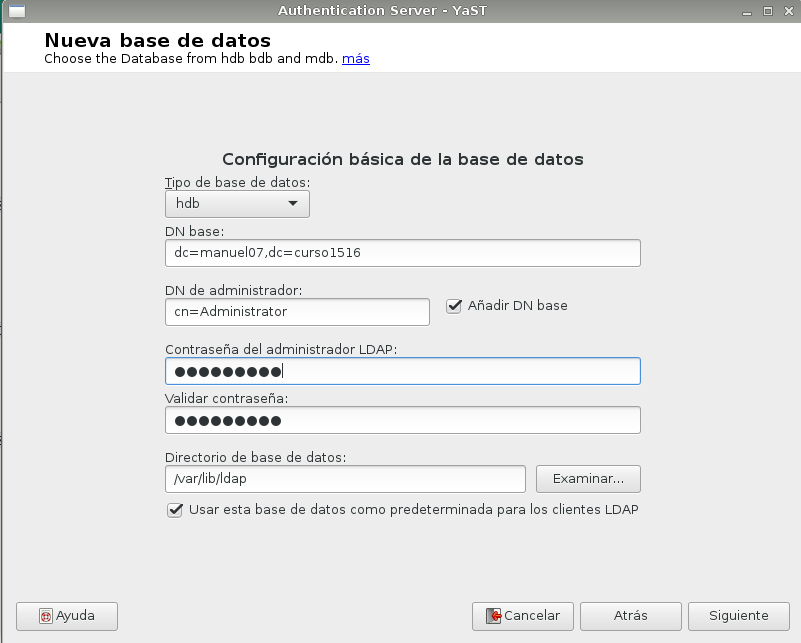 Authentication Server - YaST
Nueva base de datos
Choose the Database from hdb bdb and mdb. más
Configuración básica de la base de datos
Tipo de base de datos:
hdb
DN base:
dc=manuel07,dc=curso1516
DN de administrador:
cn=Administrator
Añadir DN base
Contraseña del administrador LDAP:
●●●●●●●●●
Validar contraseña:
●●●●●●●●●
Directorio de base de datos:
/var/lib/ldap
Examinar...
Usar esta base de datos como predeterminada para los clientes LDAP
Ayuda
Cancelar
Atrás
Siguiente